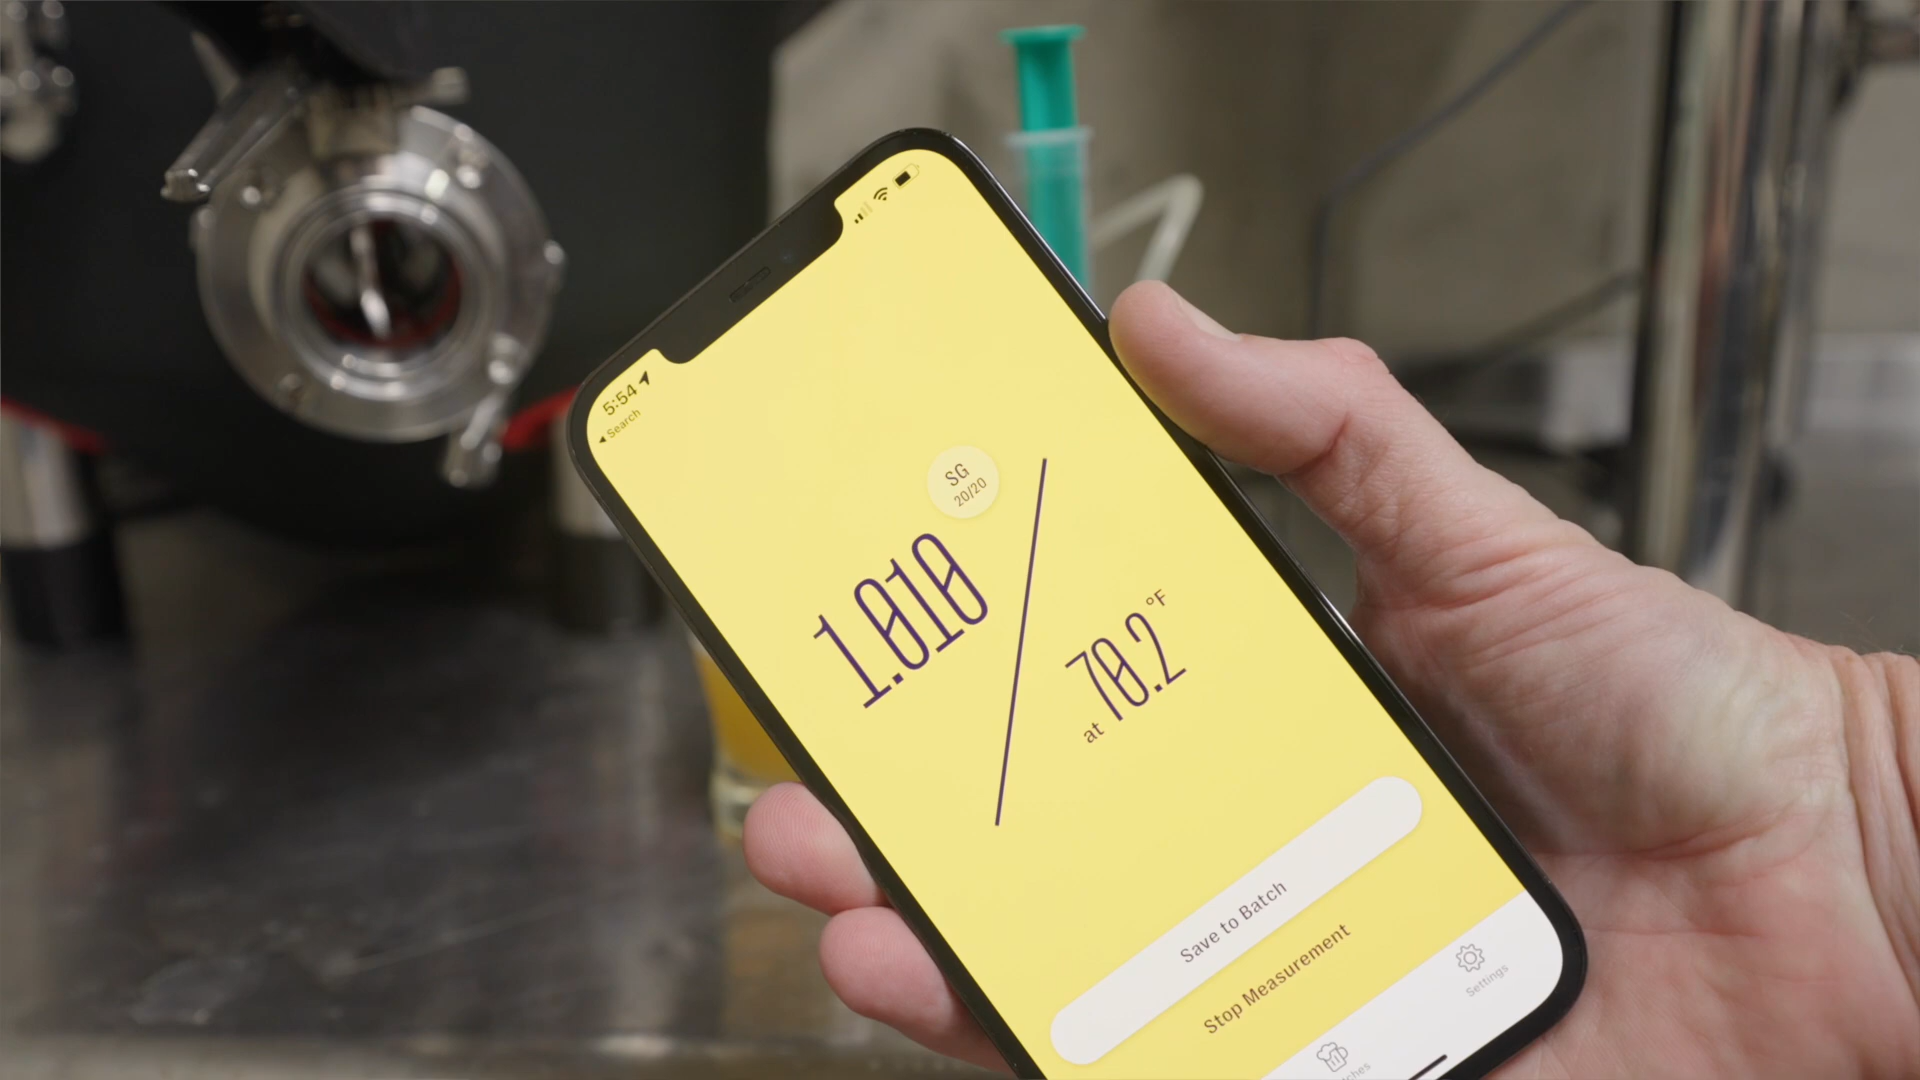 5:54
Search
SG
20/20
1.010
at 70.2 °F
Save to Batch
Stop Measurement
Settings